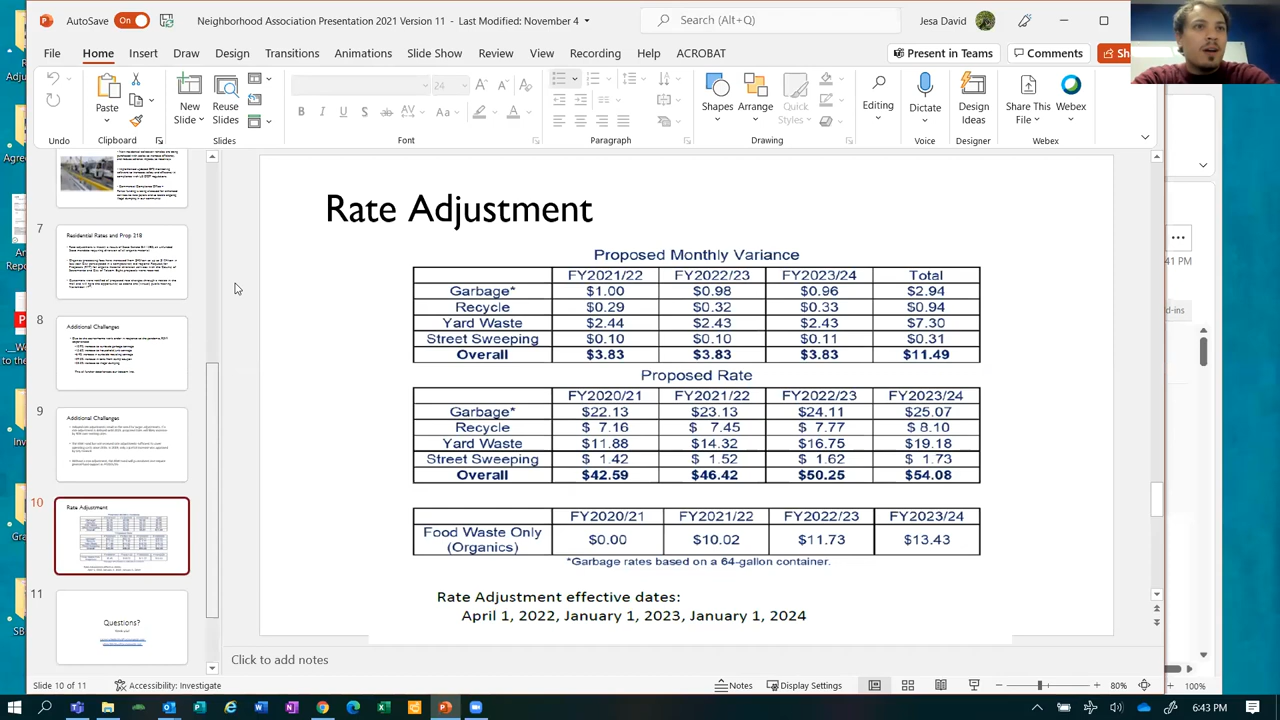 AutoSave On Neighborhood Association Presentation 2021 Version 11 - Last Modified: November 4 Search (Alt+Q) Jesa David
File Home Insert Draw Design Transitions Animations Slide Show Review View Recording Help ACROBAT Present in Teams Comments
Paste New Slide Reuse Slides 24 Shapes Arrange Quick Styles Editing Dictate Design Ideas Share This File Webex
Undo Clipboard Slides Font Paragraph Drawing Voice Designer Webex
7
Residential Rates and Prop 218
8
Additional Challenges
9
Additional Challenges
10
Rate Adjustment
11
Questions?
Rate Adjustment
Proposed Monthly Variance
FY2021/22 FY2022/23 FY2023/24 Total
Garbage* $1.00 $0.98 $0.96 $2.94
Recycle $0.29 $0.32 $0.33 $0.94
Yard Waste $2.44 $2.43 $2.43 $7.30
Street Sweeping $0.10 $0.10 $0.11 $0.31
Overall $3.83 $3.83 $3.83 $11.49
Proposed Rate
FY2020/21 FY2021/22 FY2022/23 FY2023/24
Garbage* $22.13 $23.13 $24.11 $25.07
Recycle $ 7.16 $ 7.45 $ 7.77 $ 8.10
Yard Waste $11.88 $14.32 $16.75 $19.18
Street Sweeping $ 1.42 $ 1.52 $ 1.62 $ 1.73
Overall $42.59 $46.42 $50.25 $54.08
FY2020/21 FY2021/22 FY2022/23 FY2023/24
Food Waste Only
(Organics) $0.00 $10.02 $11.73 $13.43
*Garbage rates based on a 64-gallon container.
Rate Adjustment effective dates:
April 1, 2022, January 1, 2023, January 1, 2024
Click to add notes
Slide 10 of 11 Accessibility: Investigate Notes Display Settings 80% 100%
6:43 PM